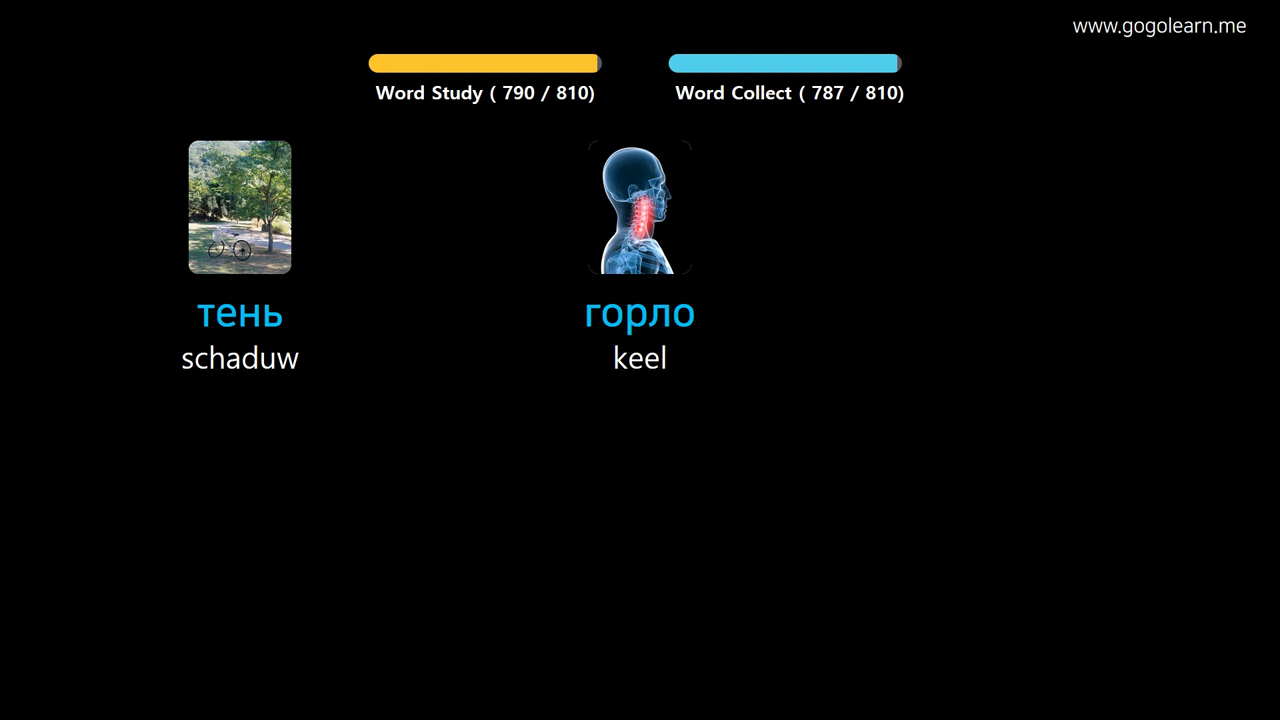 www.gogolearn.me
Word Study ( 790 / 810)
Word Collect ( 787 / 810)
тень
горло
schaduw
keel